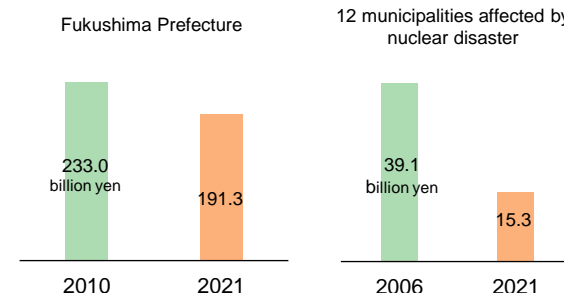 Fukushima Prefecture
233.0
billion yen
191.3
2010 2021
12 municipalities affected by
nuclear disaster
39.1
billion yen
15.3
2006 2021